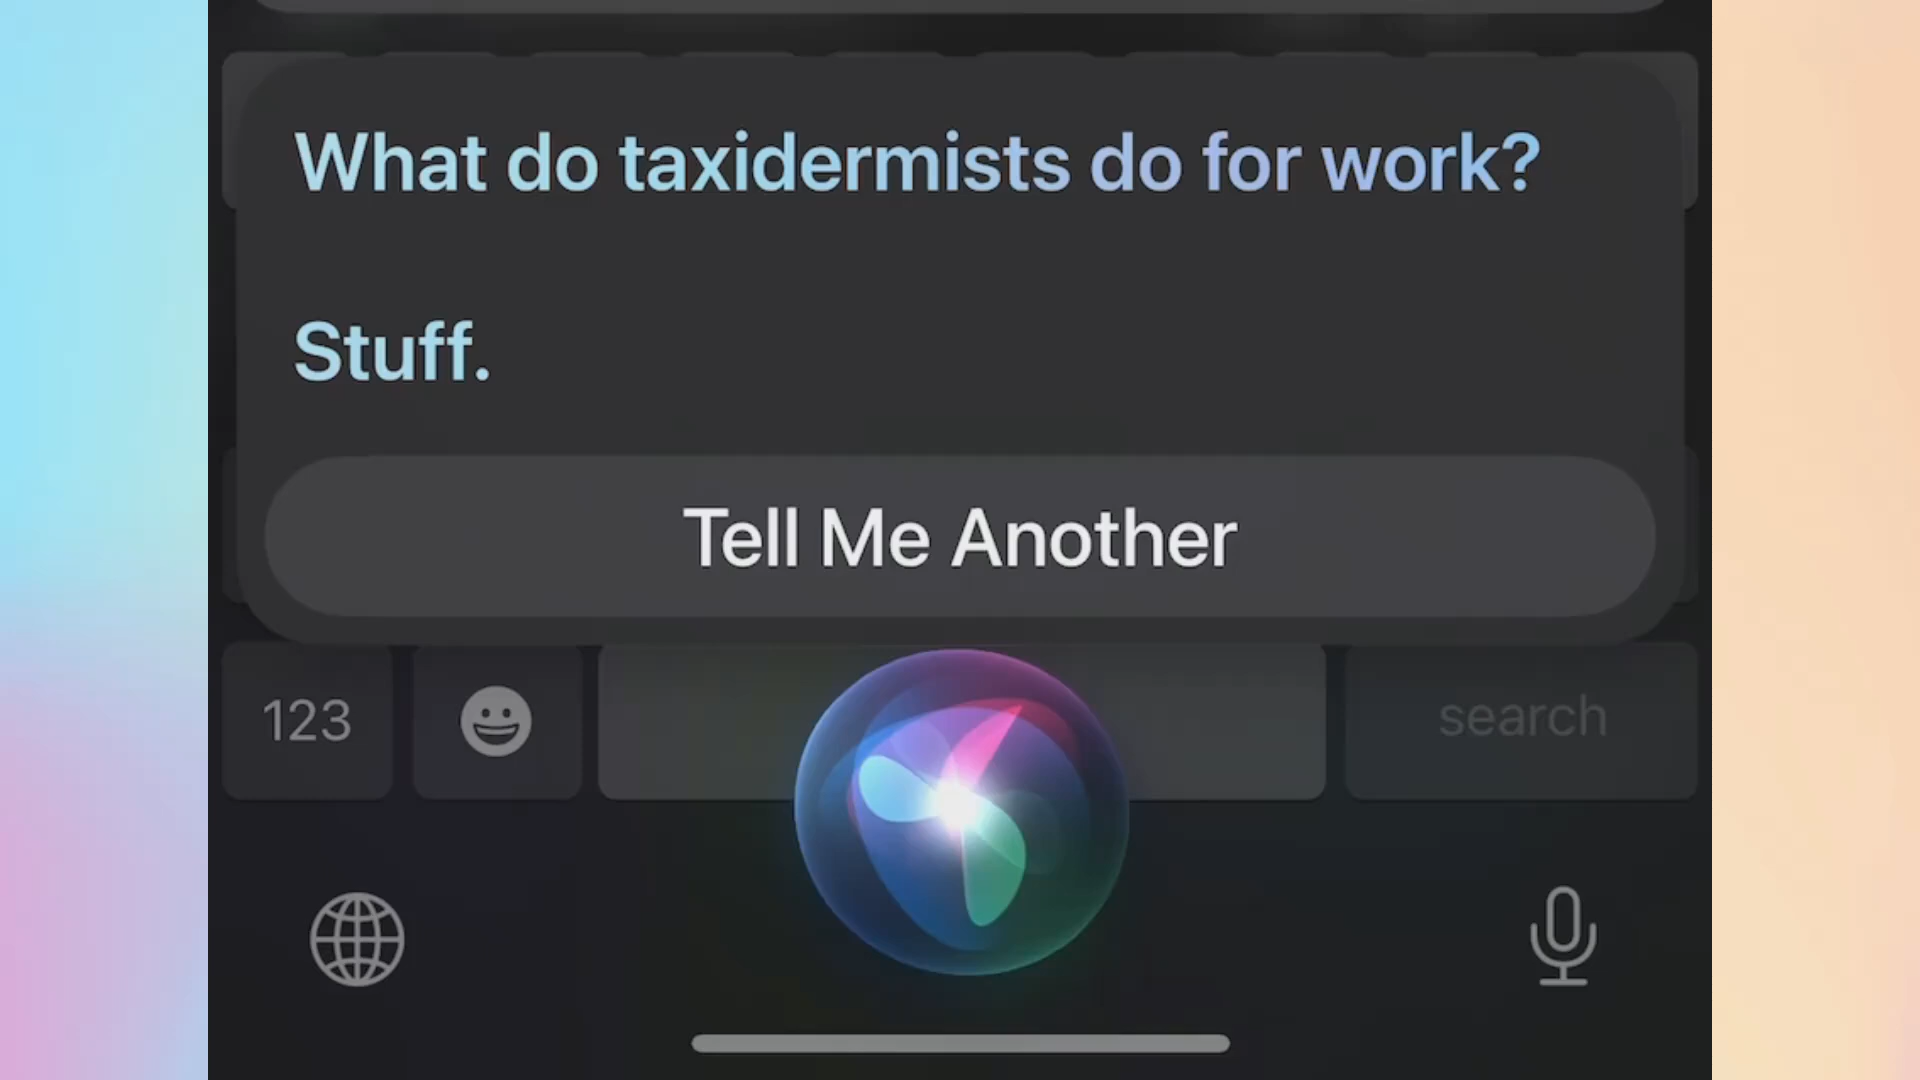 What do taxidermists do for work?
Stuff.
Tell Me Another
123
search